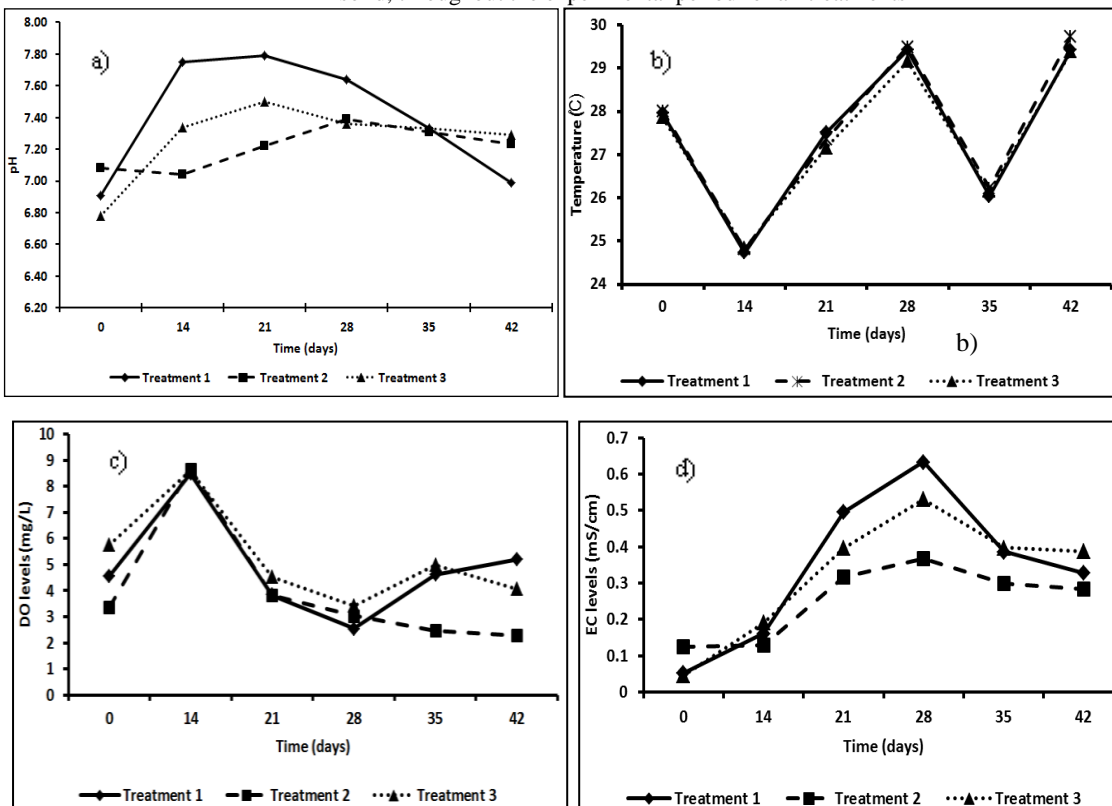 a)
8.00
7.80
7.60
7.40
7.20
7.00
6.80
6.60
6.40
6.20
pH
0 14 21 28 35 42
Time (days)
Treatment 1 Treatment 2 Treatment 3
b)
30
29
28
27
26
25
24
Temperature (℃)
0 14 21 28 35 42
Time (days)
b)
Treatment 1 Treatment 2 Treatment 3
c)
10
9
8
7
6
5
4
3
2
1
0
DO levels (mg/L)
0 14 21 28 35 42
Time (days)
Treatment 1 Treatment 2 Treatment 3
d)
0.7
0.6
0.5
0.4
0.3
0.2
0.1
0
EC levels (mS/cm)
0 14 21 28 35 42
Time (days)
Treatment 1 Treatment 2 Treatment 3